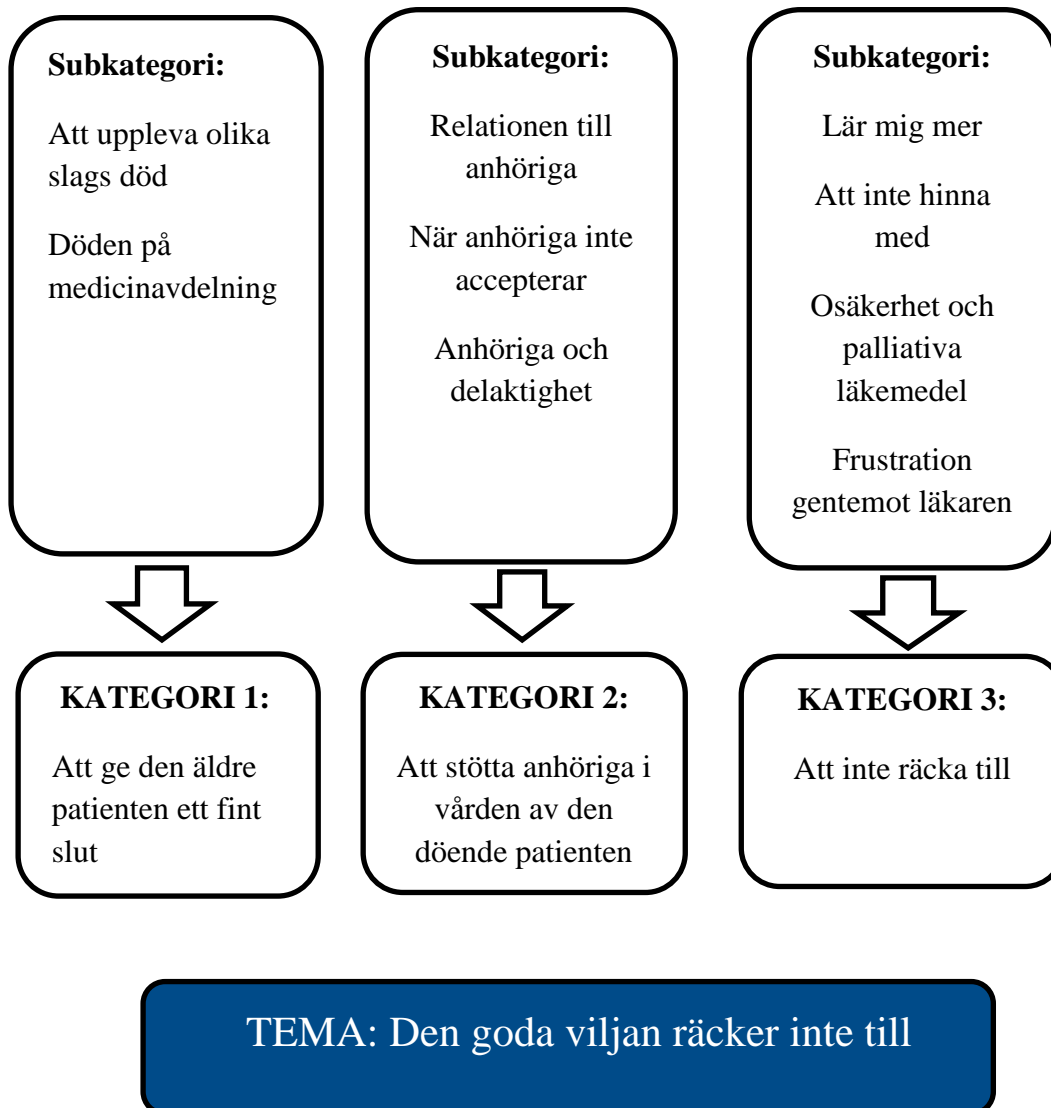 Subkategori:
Att uppleva olika
slags död
Döden på
medicinavdelning
Subkategori:
Relationen till
anhöriga
När anhöriga inte
accepterar
Anhöriga och
delaktighet
Subkategori:
Lär mig mer
Att inte hinna
med
Osäkerhet och
palliativa
läkemedel
Frustration
gentemot läkaren
KATEGORI 1:
Att ge den äldre
patienten ett fint
slut
KATEGORI 2:
Att stötta anhöriga i
vården av den
döende patienten
KATEGORI 3:
Att inte räcka till
TEMA: Den goda viljan räcker inte till